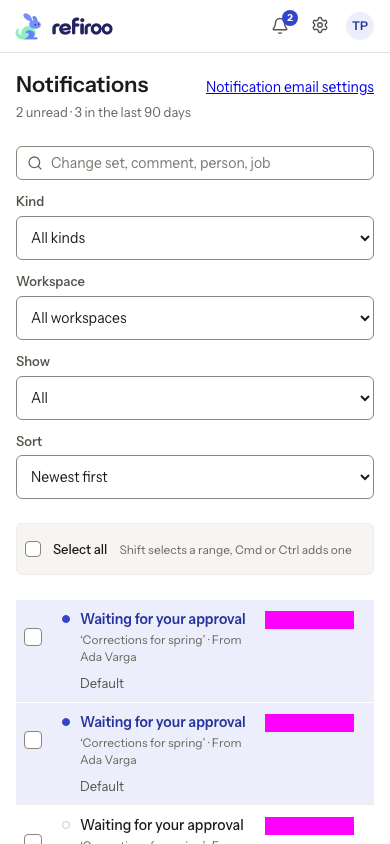 refiroo
2
TP
Notifications
Notification email settings
2 unread · 3 in the last 90 days
Change set, comment, person, job
Kind
All kinds
Workspace
All workspaces
Show
All
Sort
Newest first
Select all Shift selects a range, Cmd or Ctrl adds one
Waiting for your approval
‘Corrections for spring’ · From
Ada Varga
Default
Waiting for your approval
‘Corrections for spring’ · From
Ada Varga
Default
Waiting for your approval